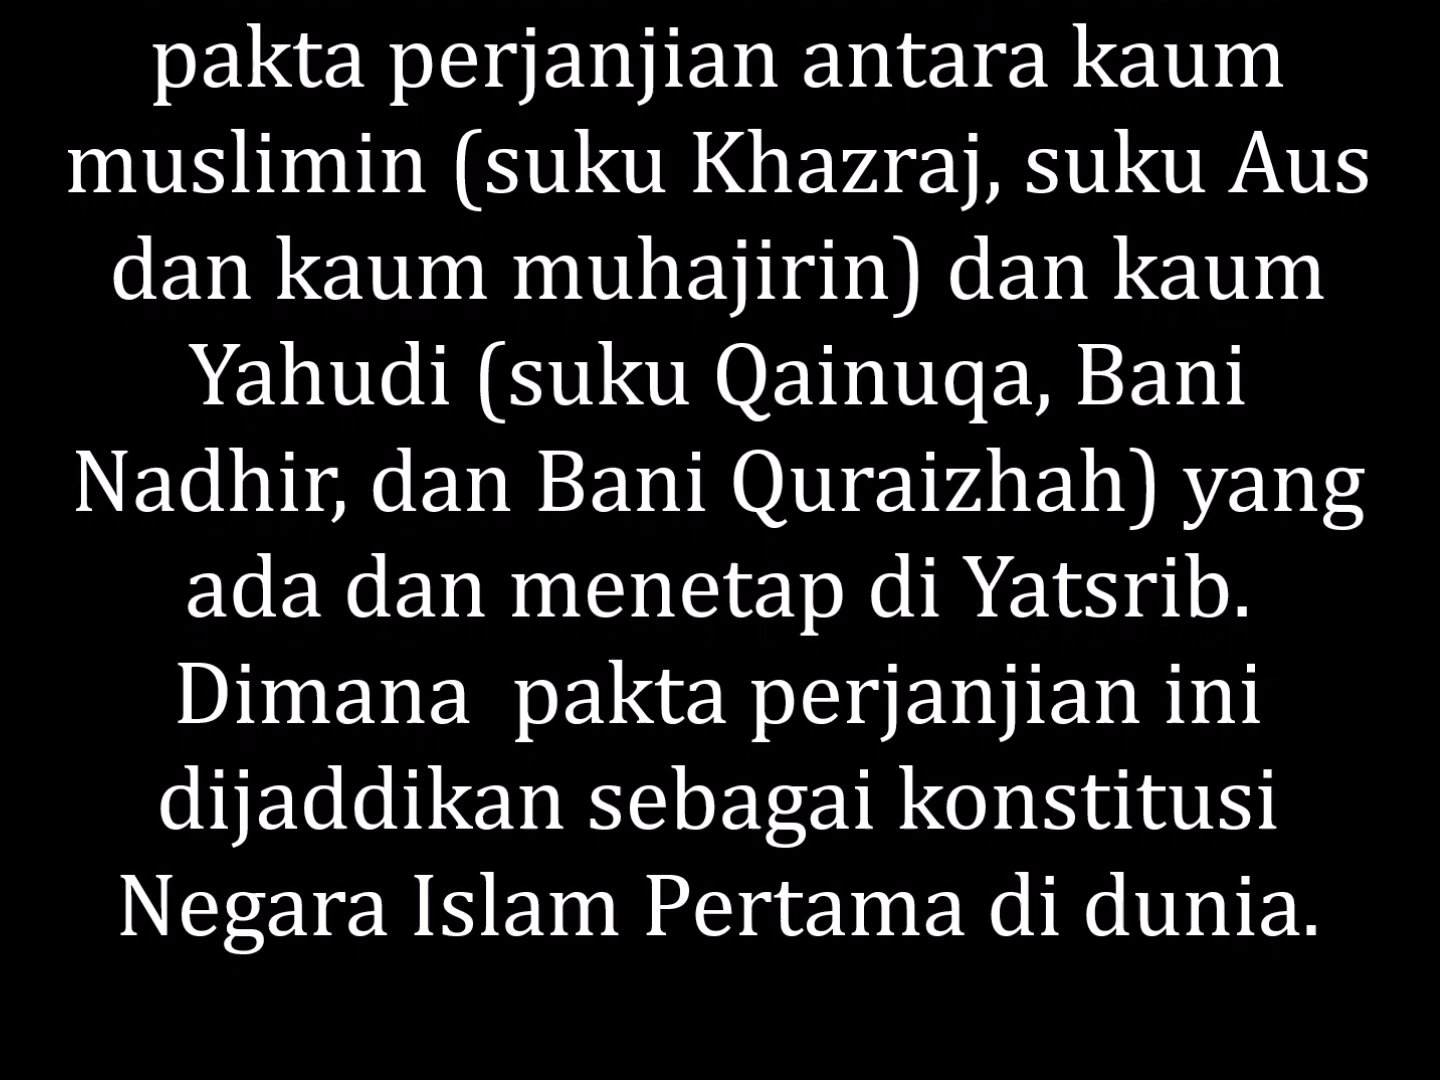 pakta perjanjian antara kaum
muslimin (suku Khazraj, suku Aus
dan kaum muhajirin) dan kaum
Yahudi (suku Qainuqa, Bani
Nadhir, dan Bani Quraizhah) yang
ada dan menetap di Yatsrib.
Dimana  pakta perjanjian ini
dijaddikan sebagai konstitusi
Negara Islam Pertama di dunia.